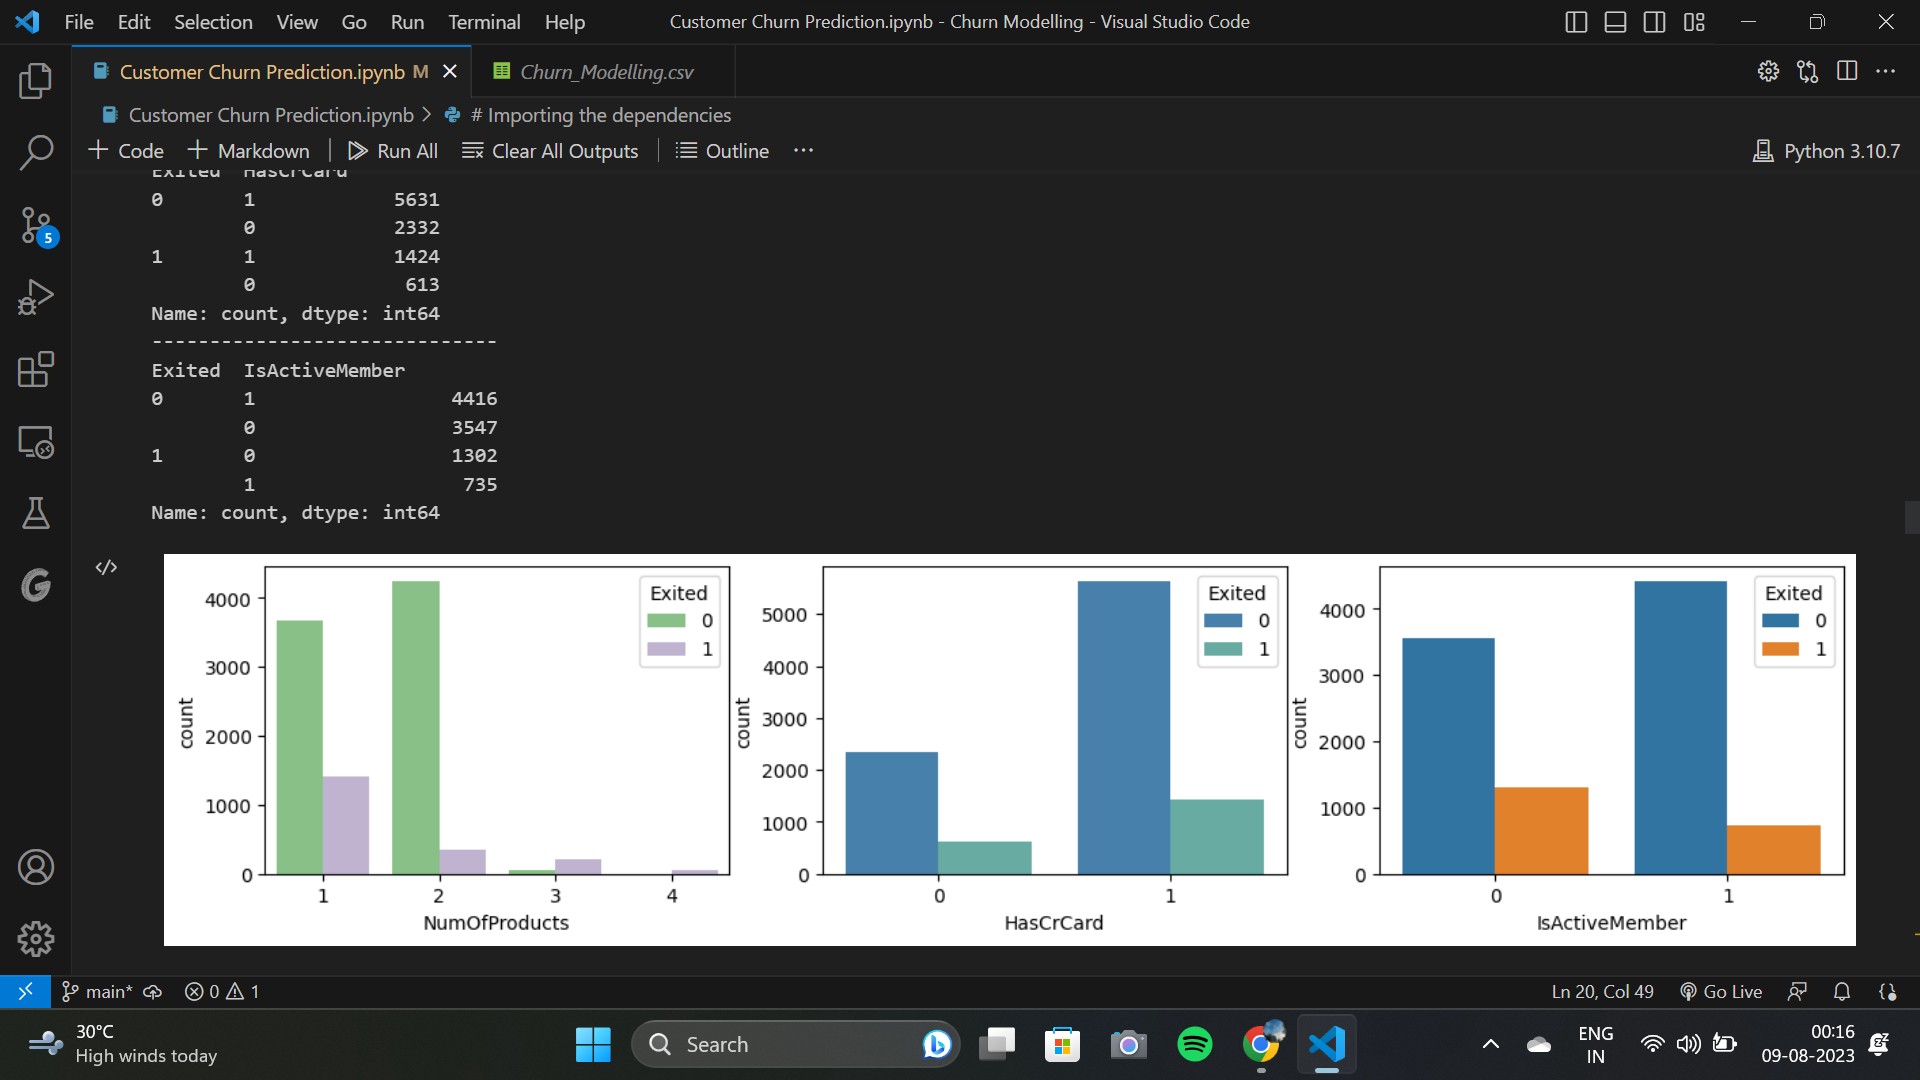 File Edit Selection View Go Run Terminal Help
Customer Churn Prediction.ipynb - Churn Modelling - Visual Studio Code
Customer Churn Prediction.ipynb M
Churn_Modelling.csv
Customer Churn Prediction.ipynb > # Importing the dependencies
+ Code + Markdown Run All Clear All Outputs Outline ...
Python 3.10.7
Exited HasCrCard
0 1 5631
0 2332
1 1 1424
0 613
Name: count, dtype: int64
------------------------------
Exited IsActiveMember
0 1 4416
0 3547
1 0 1302
1 735
Name: count, dtype: int64
5
Exited
0
1
4000
3000
2000
1000
0
count
1 2 3 4
NumOfProducts
Exited
0
1
5000
4000
3000
2000
1000
0
count
0 1
HasCrCard
Exited
0
1
4000
3000
2000
1000
0
count
0 1
IsActiveMember
main* 0 1
Ln 20, Col 49 Go Live
30°C
High winds today
Search
ENG
IN
00:16
09-08-2023